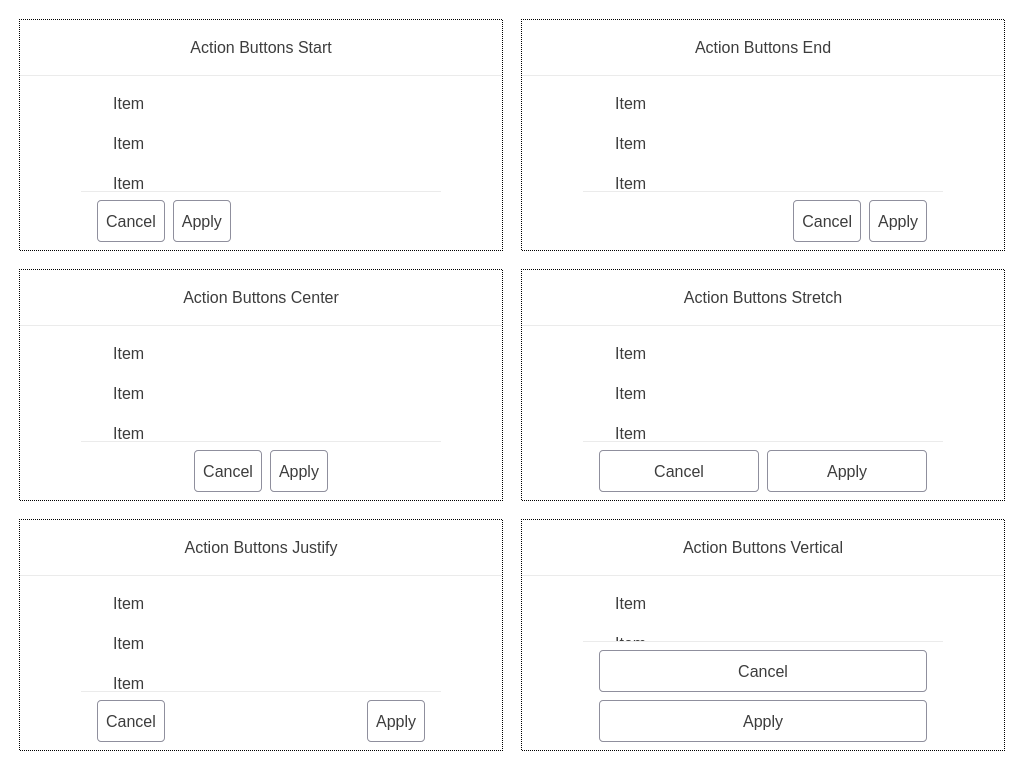 Action Buttons Start
Item
Item
Item
Cancel Apply
Action Buttons End
Item
Item
Item
Cancel Apply
Action Buttons Center
Item
Item
Item
Cancel Apply
Action Buttons Stretch
Item
Item
Item
Cancel Apply
Action Buttons Justify
Item
Item
Item
Cancel Apply
Action Buttons Vertical
Item
Cancel
Apply